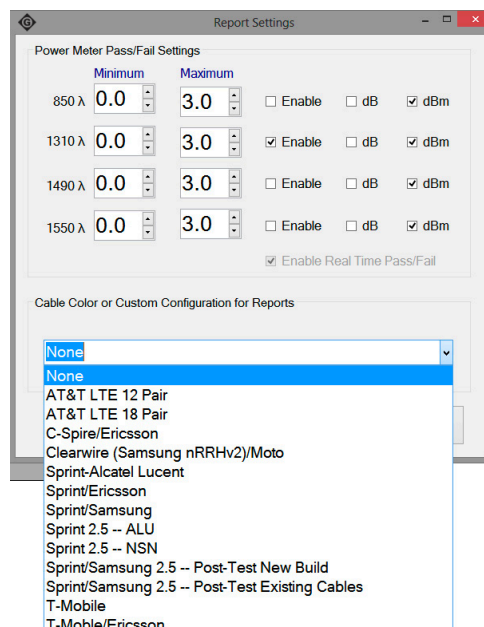 Report Settings
Power Meter Pass/Fail Settings
Minimum Maximum
850 λ 0.0 3.0 Enable dB dBm
1310 λ 0.0 3.0 Enable dB dBm
1490 λ 0.0 3.0 Enable dB dBm
1550 λ 0.0 3.0 Enable dB dBm
Enable Real Time Pass/Fail
Cable Color or Custom Configuration for Reports
None
None
AT&T LTE 12 Pair
AT&T LTE 18 Pair
C-Spire/Ericsson
Clearwire (Samsung nRRHv2)/Moto
Sprint-Alcatel Lucent
Sprint/Ericsson
Sprint/Samsung
Sprint 2.5 -- ALU
Sprint 2.5 -- NSN
Sprint/Samsung 2.5 -- Post-Test New Build
Sprint/Samsung 2.5 -- Post-Test Existing Cables
T-Mobile
T-Moble/Ericsson